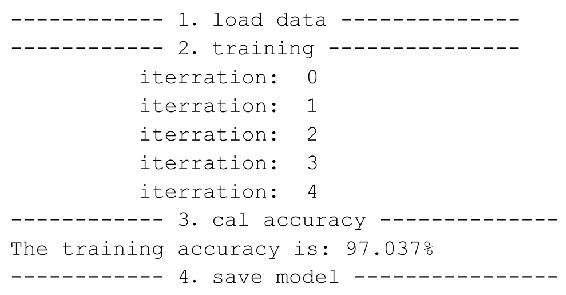 ------------ 1. load data --------------
------------ 2. training ---------------
iterration: 0
iterration: 1
iterration: 2
iterration: 3
iterration: 4
------------ 3. cal accuracy --------------
The training accuracy is: 97.037%
------------ 4. save model ----------------